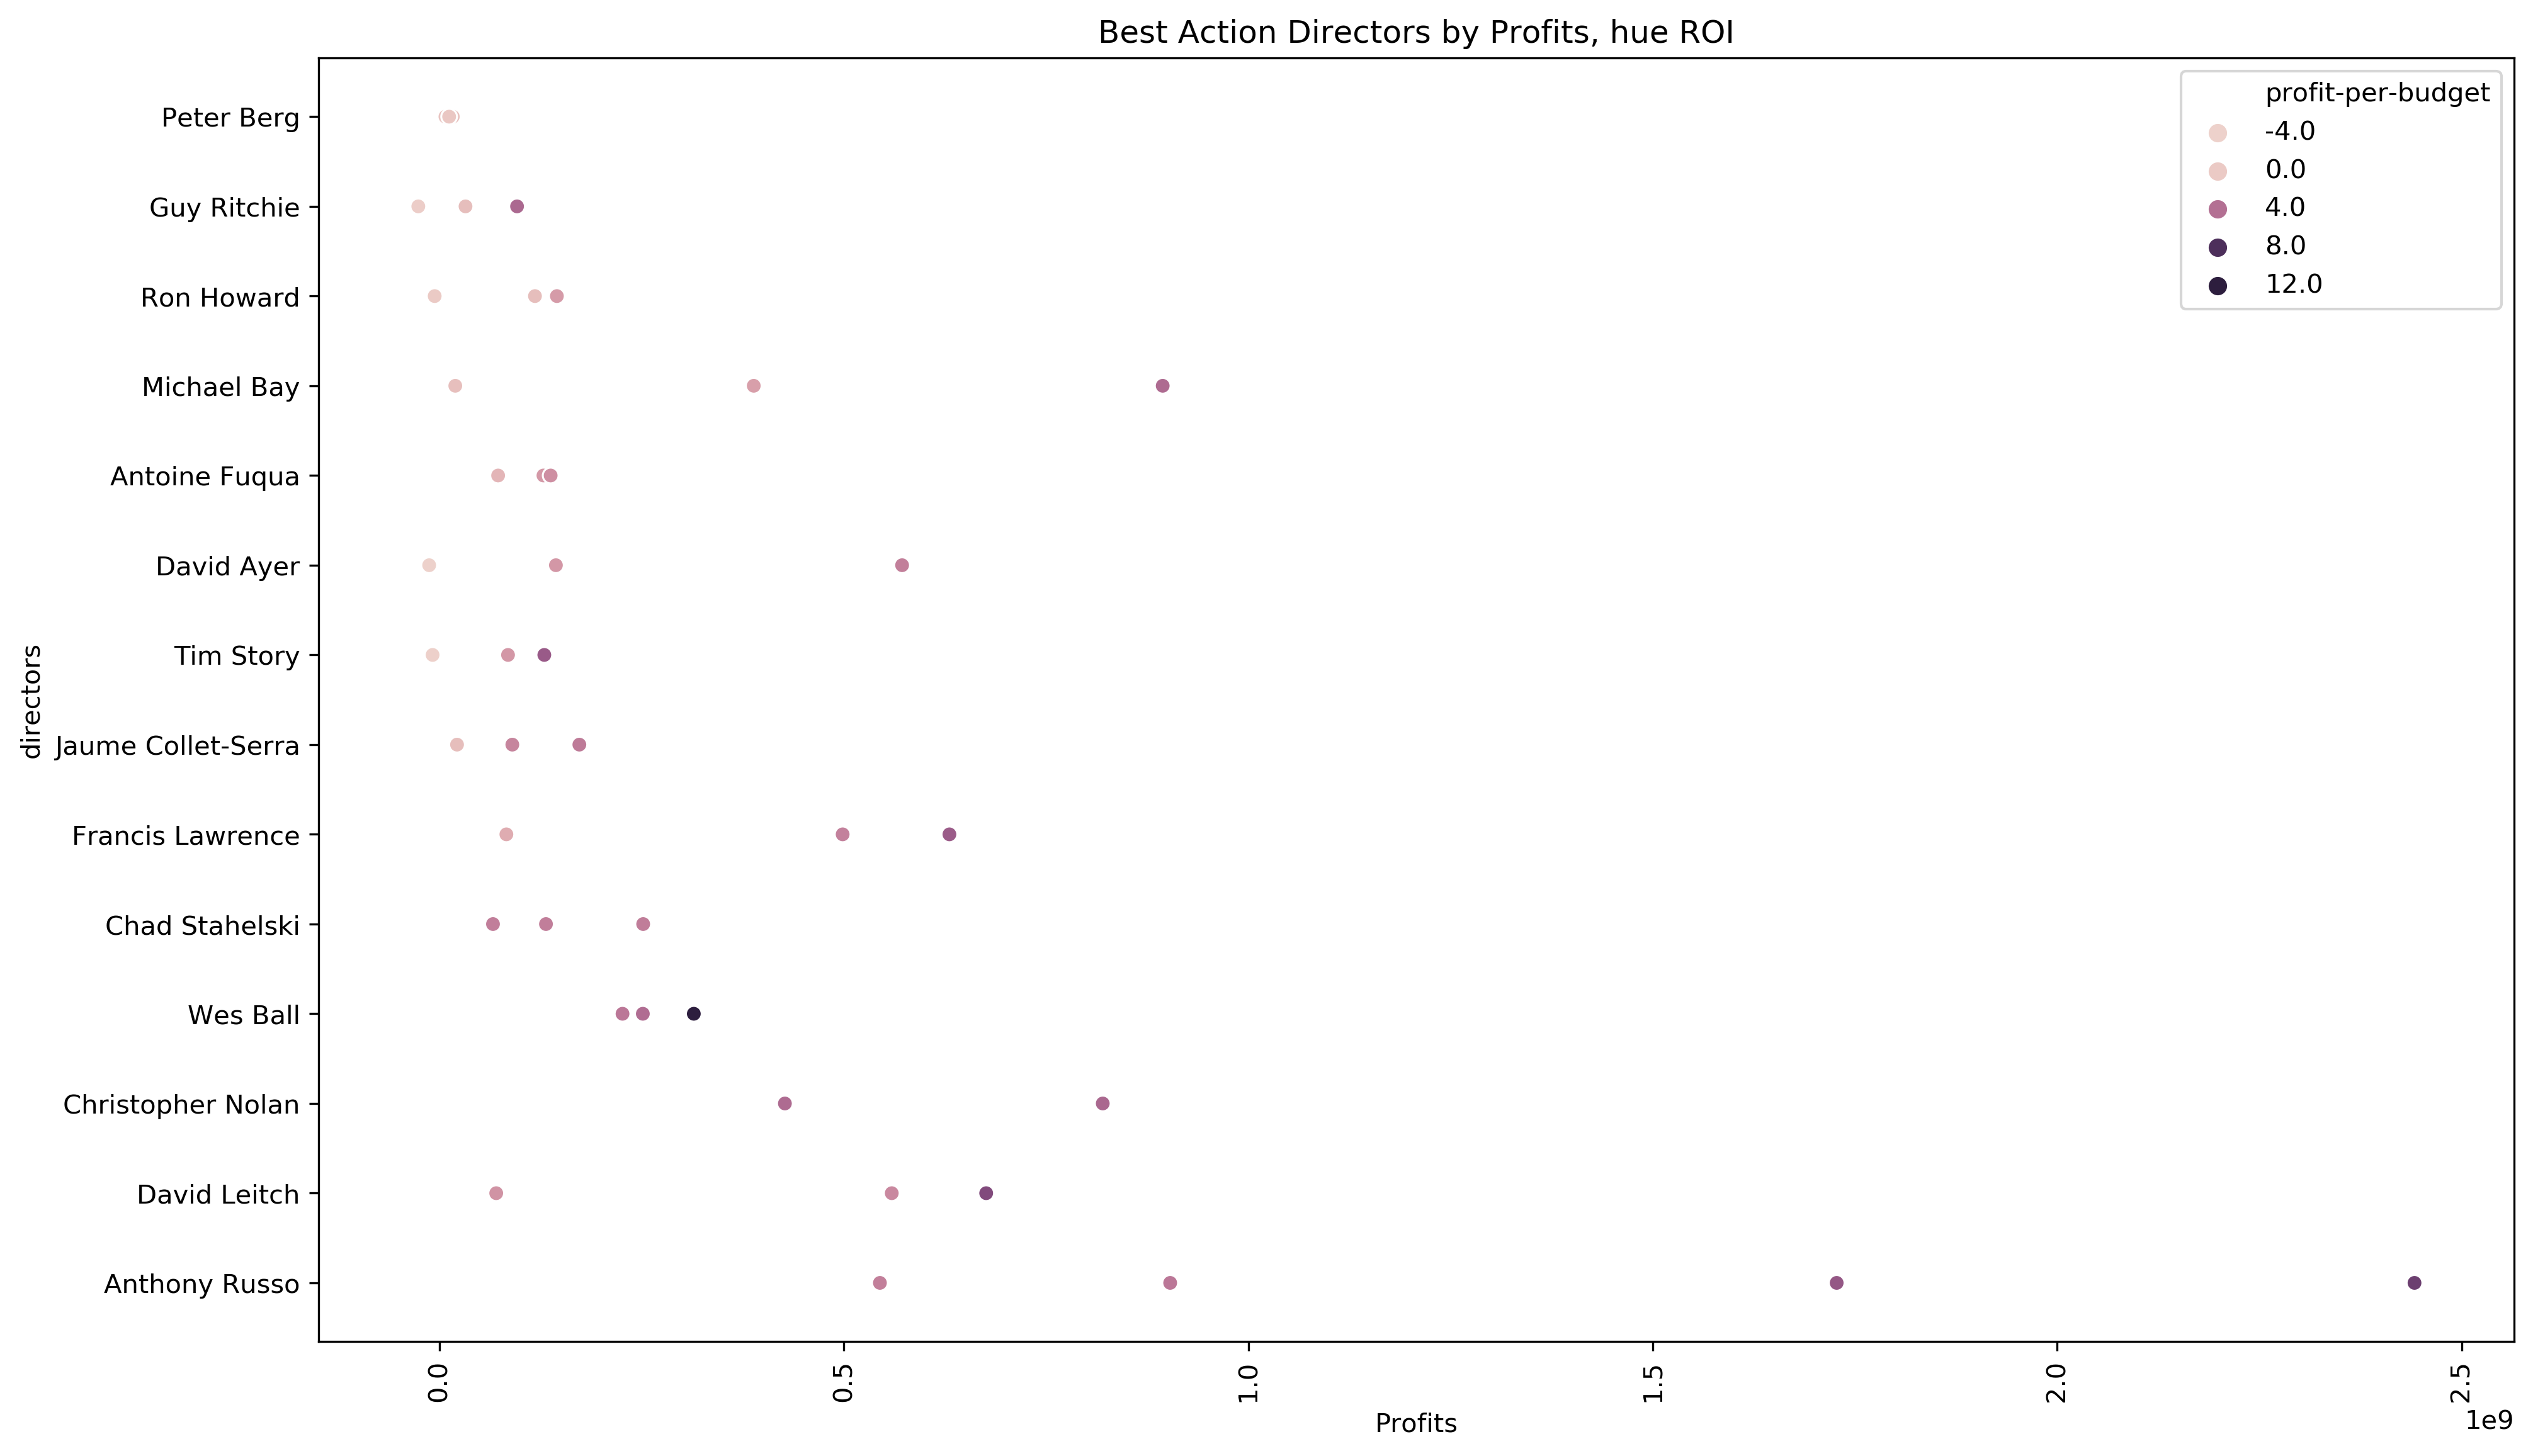 Best Action Directors by Profits, hue ROI
profit-per-budget
-4.0
0.0
4.0
8.0
12.0
directors
Peter Berg
Guy Ritchie
Ron Howard
Michael Bay
Antoine Fuqua
David Ayer
Tim Story
Jaume Collet-Serra
Francis Lawrence
Chad Stahelski
Wes Ball
Christopher Nolan
David Leitch
Anthony Russo
0.0 0.5 1.0 1.5 2.0 2.5
1e9
Profits